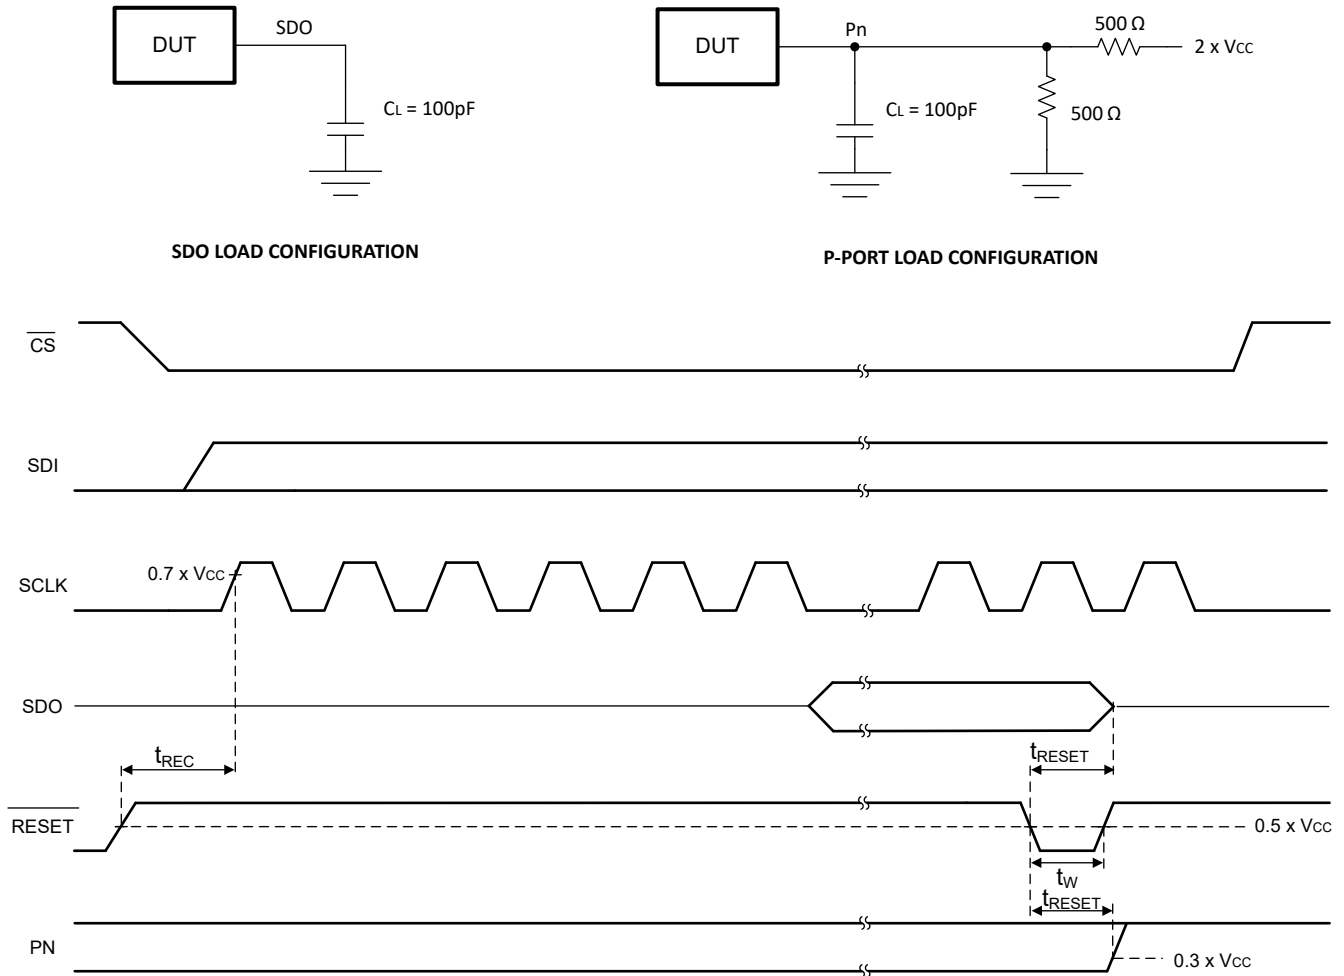 DUT
SDO
CL = 100pF
SDO LOAD CONFIGURATION
DUT
Pn
500 Ω
2 x VCC
CL = 100pF
500 Ω
P-PORT LOAD CONFIGURATION
CS
SDI
SCLK
0.7 x VCC
SDO
tREC
tRESET
RESET
0.5 x VCC
tW
tRESET
PN
0.3 x VCC